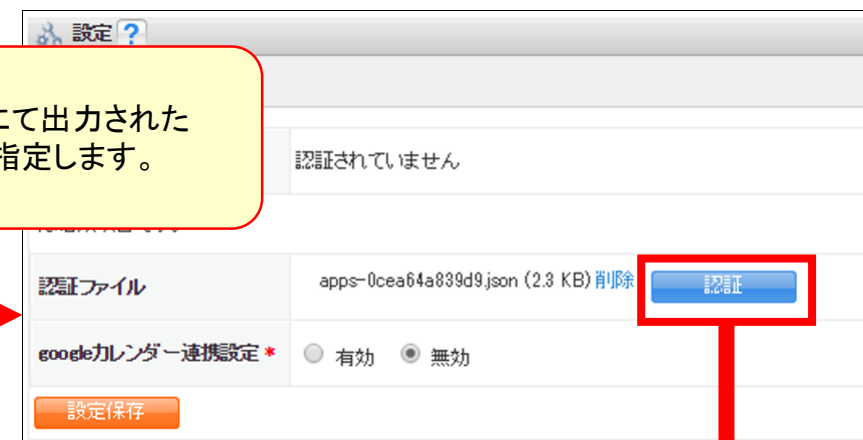 設定 ?
にて出力された
指定します。
認証されていません
認証ファイル
apps-0cea64a839d9.json (2.3 KB) 削除
認証
googleカレンダー連携設定 *
有効 無効
設定保存